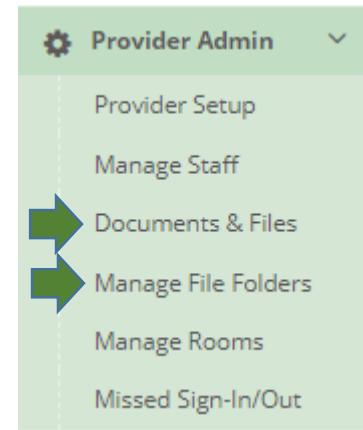 Provider Admin
Provider Setup
Manage Staff
Documents & Files
Manage File Folders
Manage Rooms
Missed Sign-In/Out